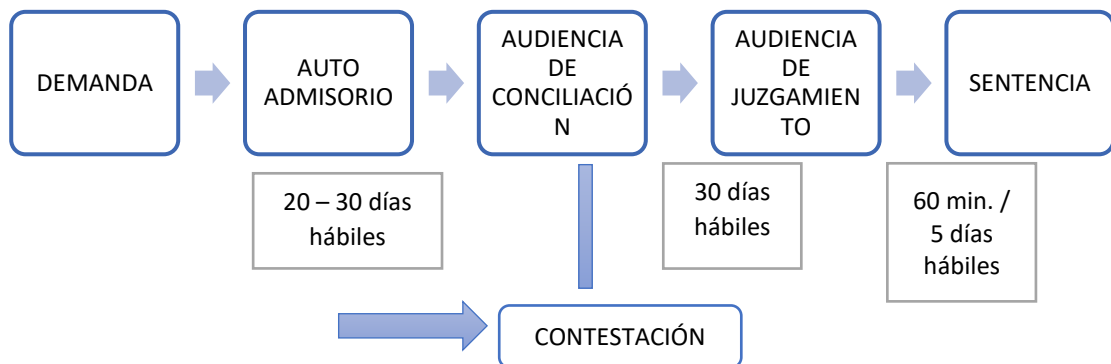 DEMANDA
AUTO
ADMISORIO
AUDIENCIA
DE
CONCILIACIÓ
N
AUDIENCIA
DE
JUZGAMIEN
TO
SENTENCIA
20 – 30 días
hábiles
30 días
hábiles
60 min. /
5 días
hábiles
CONTESTACIÓN